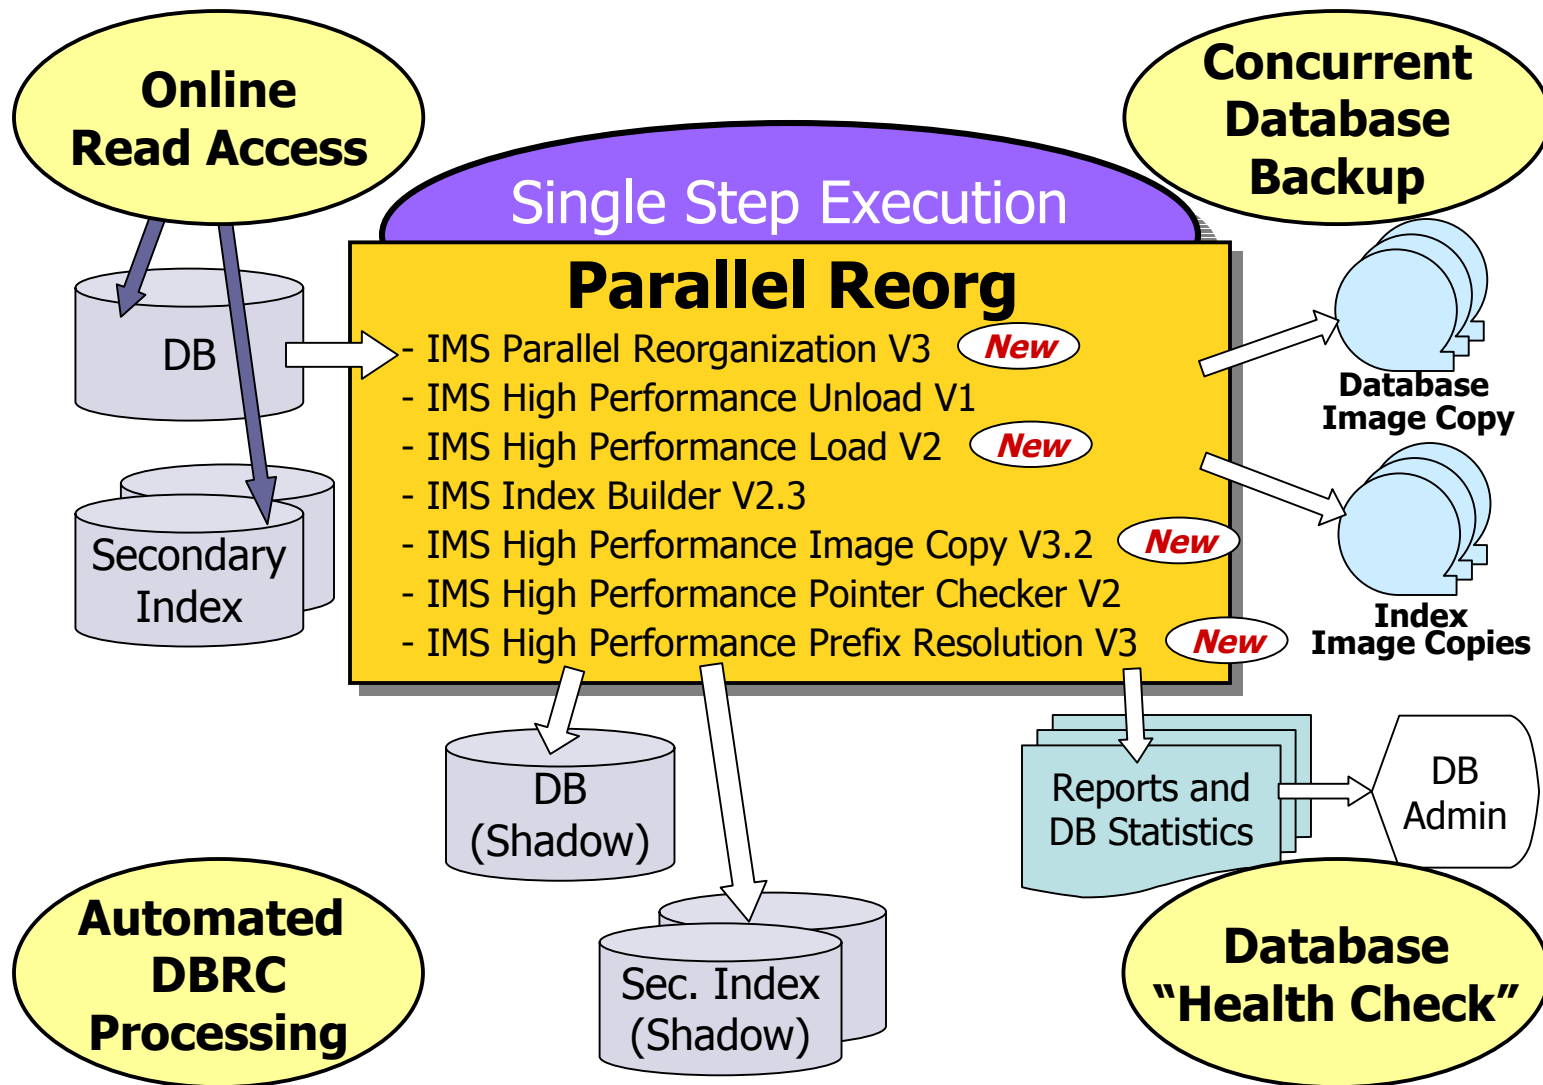 Online
Read Access
Concurrent
Database
Backup
Single Step Execution
Parallel Reorg
- IMS Parallel Reorganization V3 New
- IMS High Performance Unload V1
- IMS High Performance Load V2 New
- IMS Index Builder V2.3
- IMS High Performance Image Copy V3.2 New
- IMS High Performance Pointer Checker V2
- IMS High Performance Prefix Resolution V3 New
DB
Secondary
Index
Database
Image Copy
Index
Image Copies
DB
(Shadow)
Sec. Index
(Shadow)
Reports and
DB Statistics
DB
Admin
Automated
DBRC
Processing
Database
“Health Check”